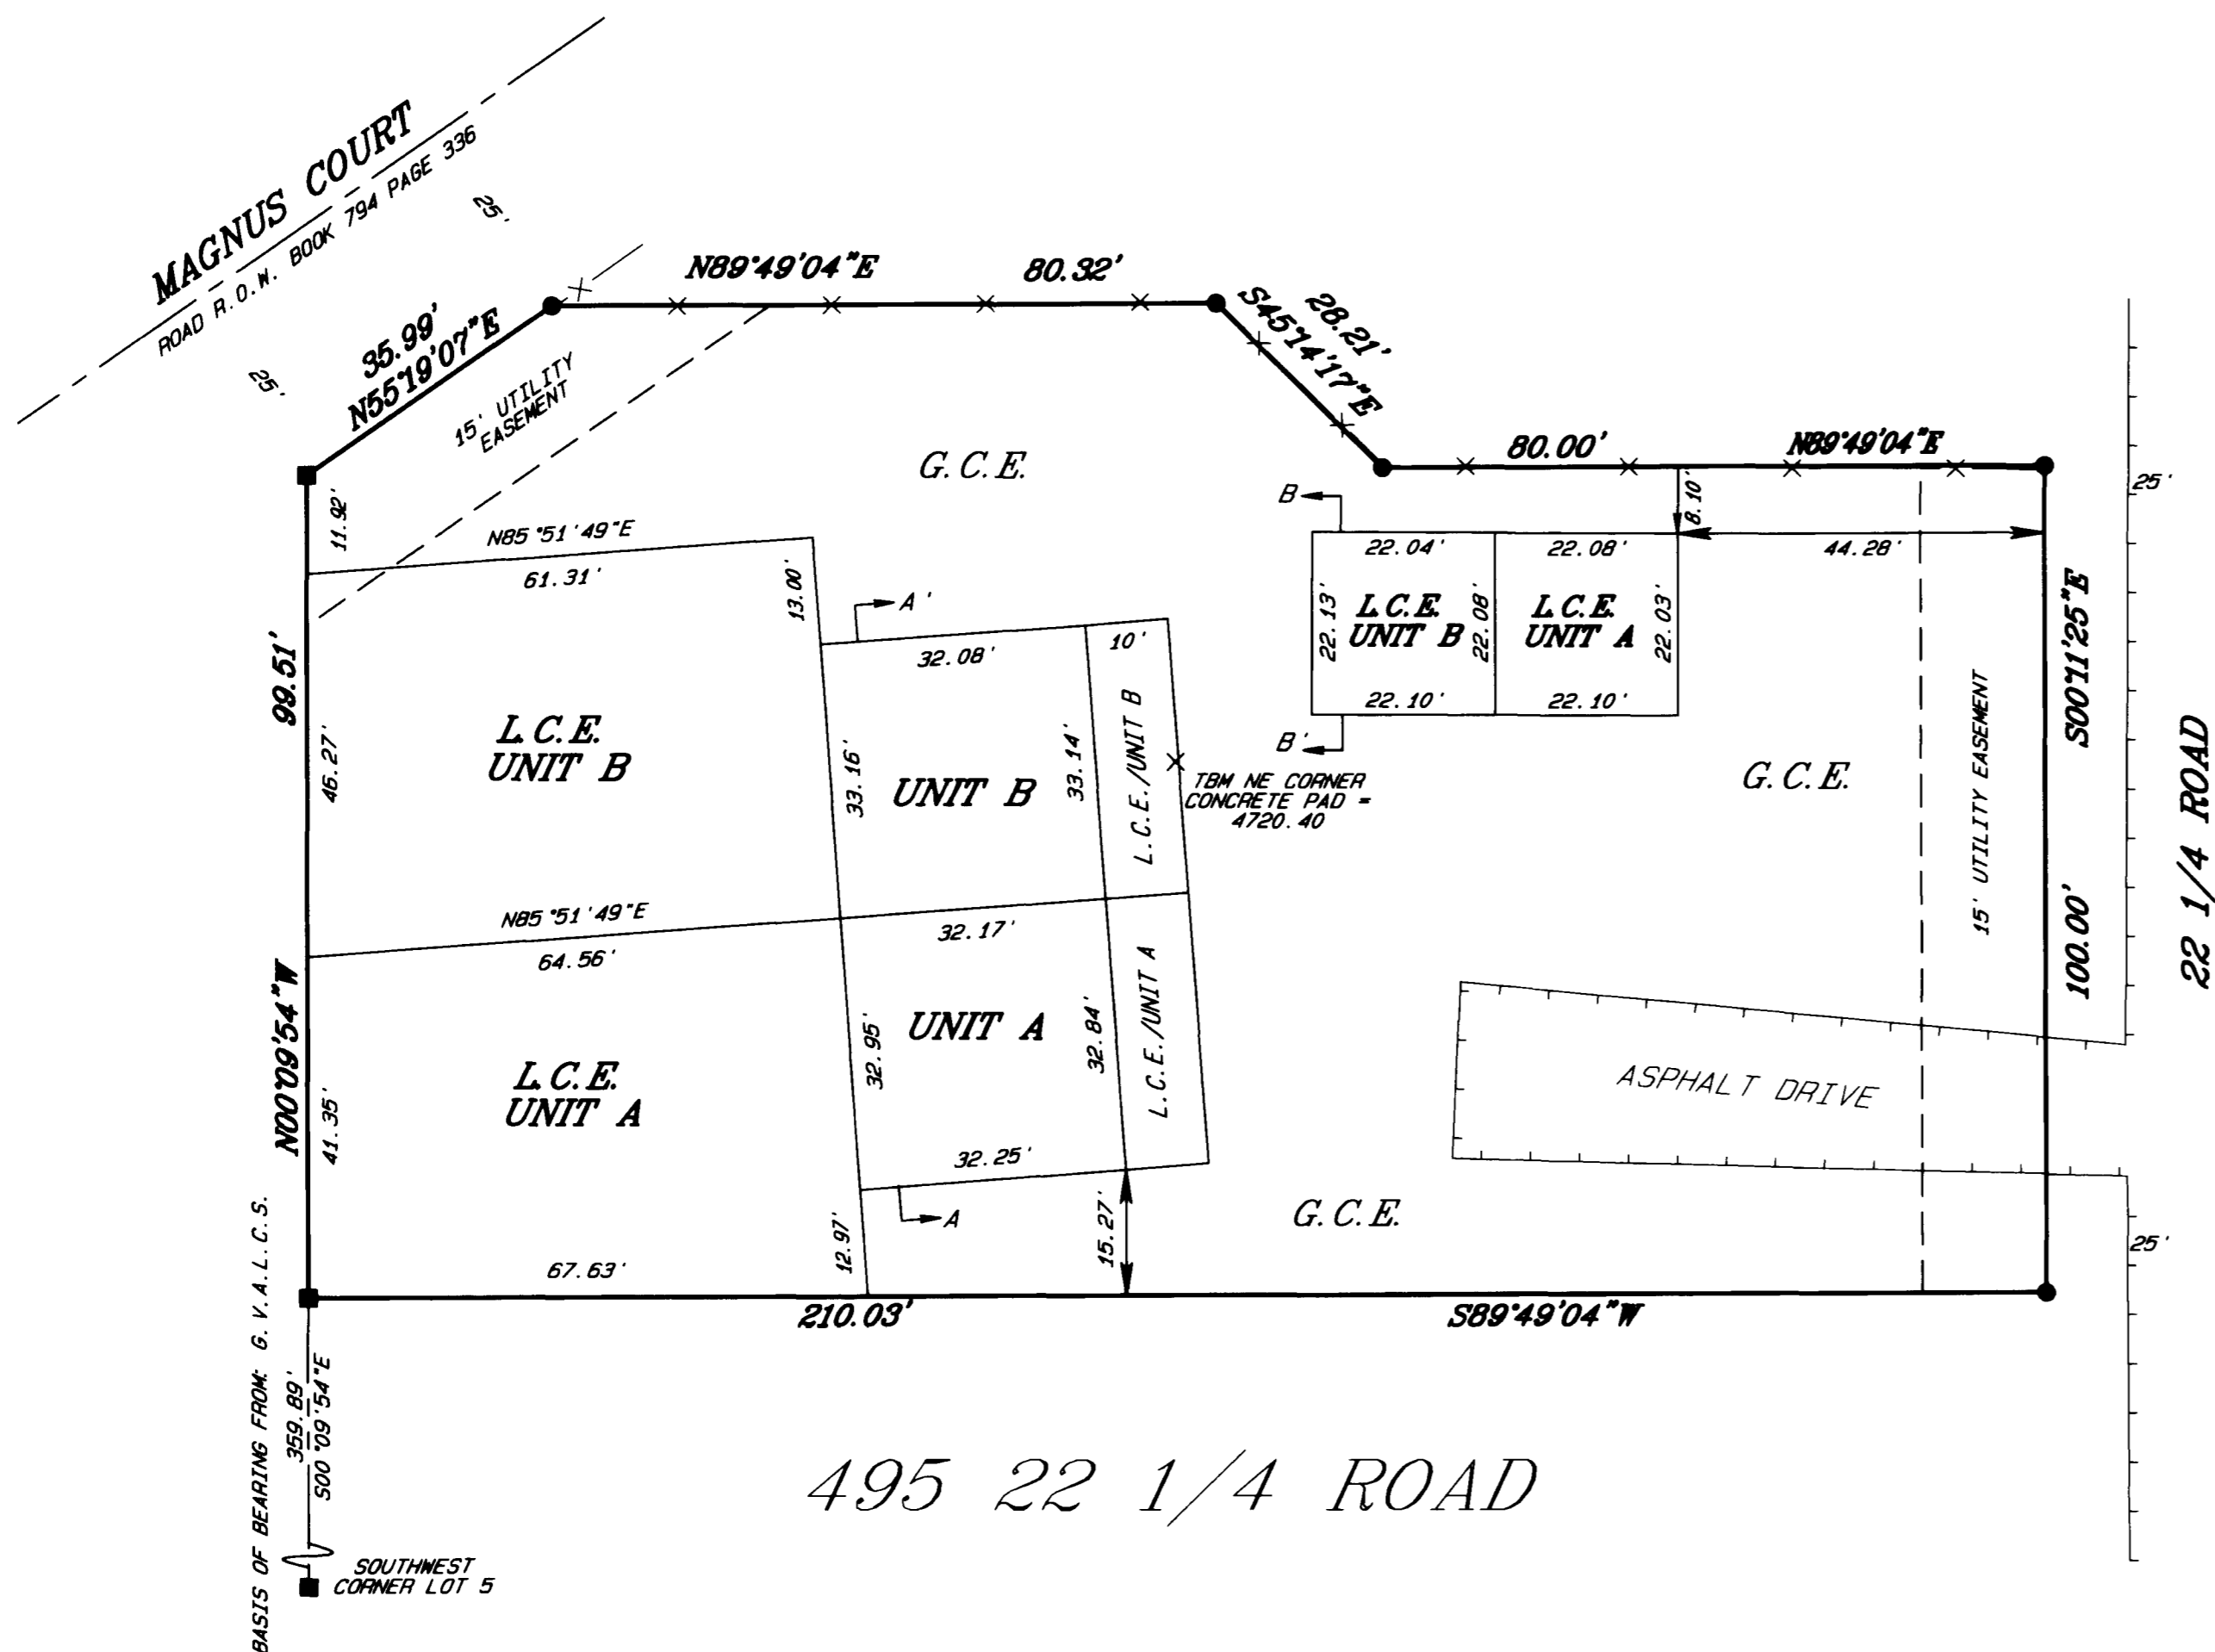 MAGNUS COURT
ROAD R.O.W. BOOK 794 PAGE 336
25'
25'
35.99'
N55°19'07"E
15' UTILITY
EASEMENT
N89°49'04"E
80.32'
28.21'
S45°14'17"E
80.00'
N89°49'04"E
25'
G.C.E.
11.92'
N85°51'49"E
61.31'
13.00'
A'
32.08'
10'
B
8.10'
22.04'
22.08'
44.28'
22.13'
L.C.E.
UNIT B
22.08'
L.C.E.
UNIT A
22.03'
22.10'
22.10'
B'
TBM NE CORNER
CONCRETE PAD =
4720.40
G.C.E.
15' UTILITY EASEMENT
S00°11'25"E
100.00'
22 1/4 ROAD
99.51'
N00°09'54"W
46.27'
L.C.E.
UNIT B
33.16'
UNIT B
33.14'
L.C.E./UNIT B
N85°51'49"E
64.56'
32.17'
41.35'
L.C.E.
UNIT A
32.95'
UNIT A
32.84'
L.C.E./UNIT A
32.25'
A
12.97'
15.27'
G.C.E.
ASPHALT DRIVE
25'
67.63'
210.03'
S89°49'04"W
BASIS OF BEARING FROM: G.V.A.L.C.S.
359.89'
S00°09'54"E
SOUTHWEST
CORNER LOT 5
495 22 1/4 ROAD